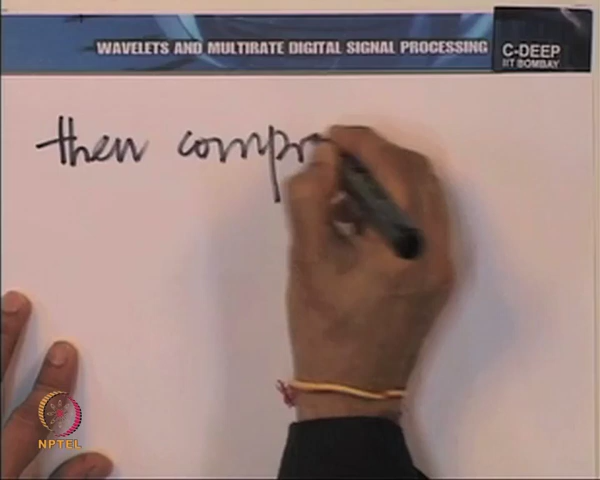 WAVELETS AND MULTIRATE DIGITAL SIGNAL PROCESSING
C-DEEP
IIT BOMBAY
then compr
NPTEL